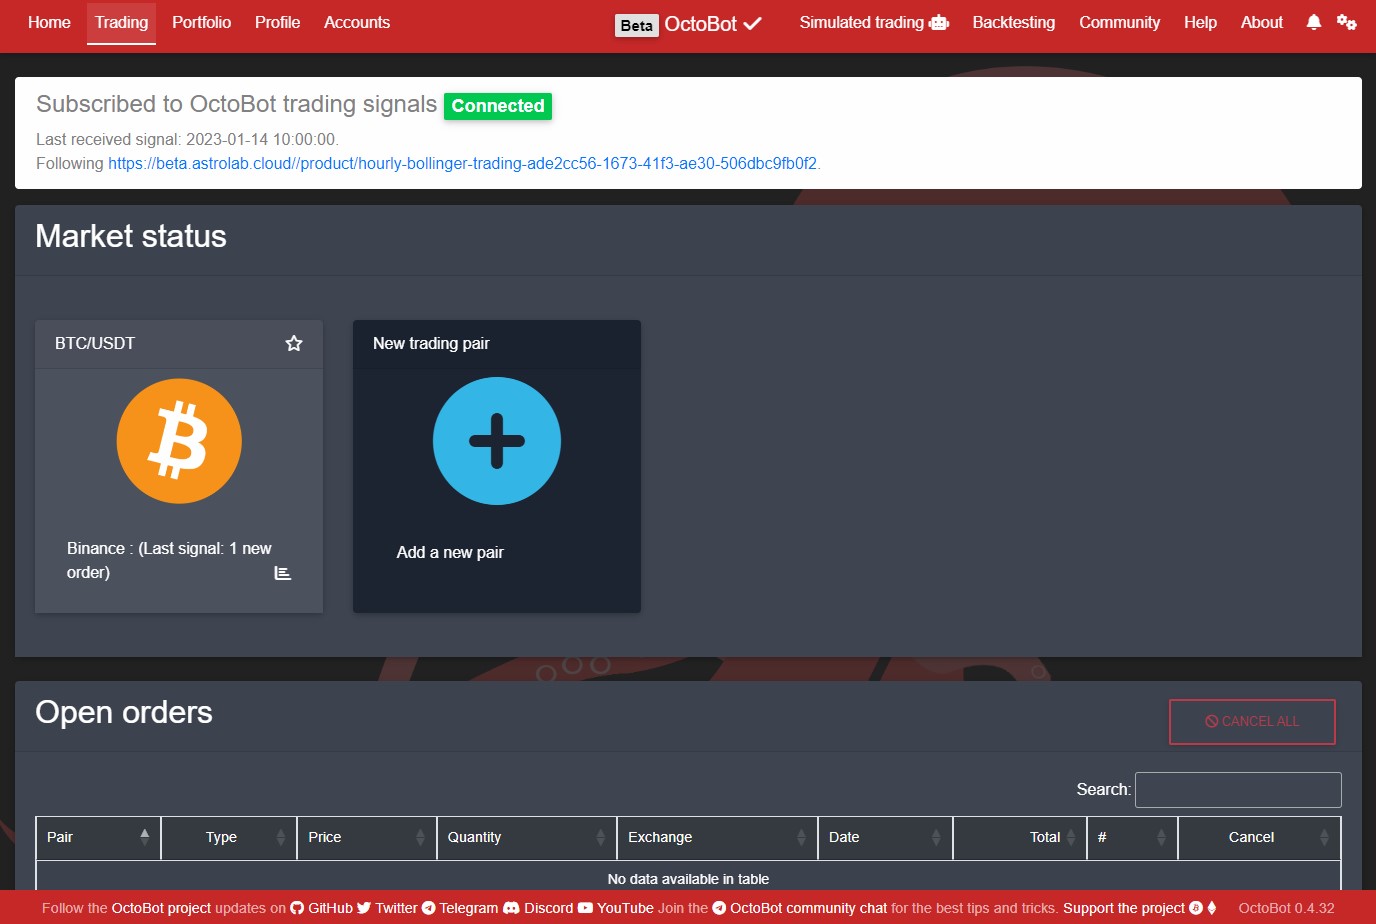 Home Trading Portfolio Profile Accounts Beta OctoBot Simulated trading Backtesting Community Help About
Subscribed to OctoBot trading signals Connected
Last received signal: 2023-01-14 10:00:00.
Following https://beta.astrolab.cloud//product/hourly-bollinger-trading-ade2cc56-1673-41f3-ae30-506dbc9fb0f2.
Market status
BTC/USDT
Binance : (Last signal: 1 new
order)
New trading pair
Add a new pair
Open orders
CANCEL ALL
Search:
Pair Type Price Quantity Exchange Date Total # Cancel
No data available in table
Follow the OctoBot project updates on GitHub Twitter Telegram Discord YouTube Join the OctoBot community chat for the best tips and tricks. Support the project OctoBot 0.4.32